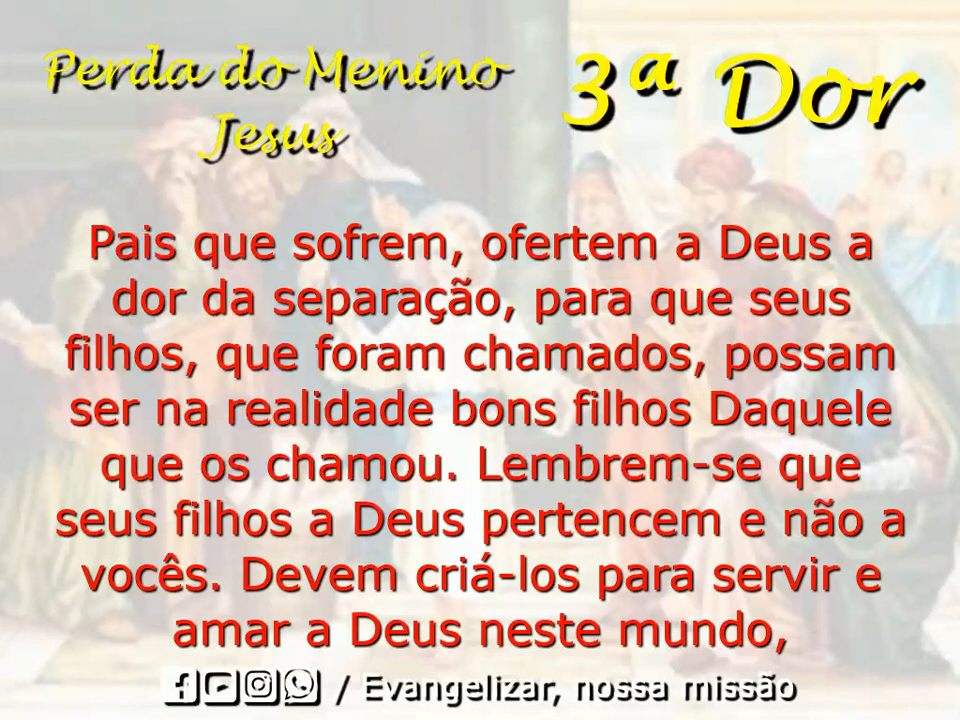 Perda do Menino
Jesus
3ª Dor
Pais que sofrem, ofertem a Deus a
dor da separação, para que seus
filhos, que foram chamados, possam
ser na realidade bons filhos Daquele
que os chamou. Lembrem-se que
seus filhos a Deus pertencem e não a
vocês. Devem criá-los para servir e
amar a Deus neste mundo,
/ Evangelizar, nossa missão